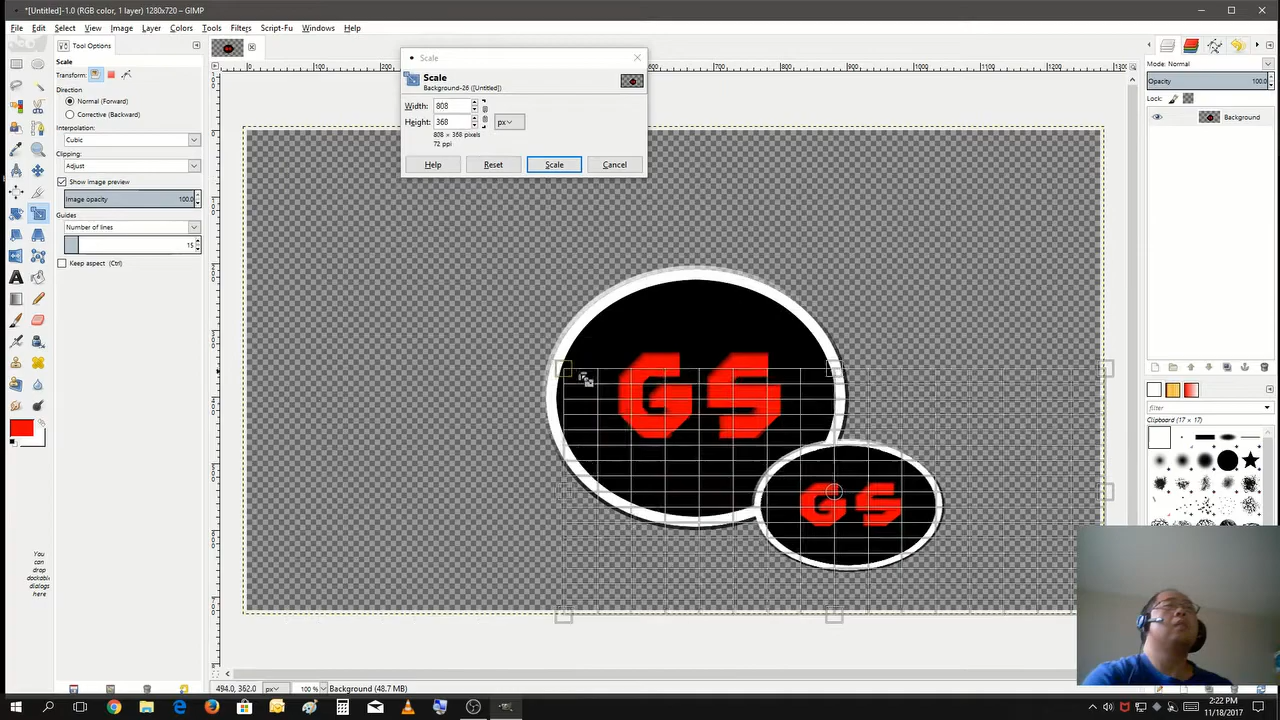 *[Untitled]-1.0 (RGB color, 1 layer) 1280x720 – GIMP
File Edit Select View Image Layer Colors Tools Filters Script-Fu Windows Help
Tool Options
Scale
Transform:
Direction
Normal (Forward)
Corrective (Backward)
Interpolation:
Cubic
Clipping:
Adjust
Show image preview
Image opacity 100.0
Guides
Number of lines
15
Keep aspect (Ctrl)
You
can
drop
dockable
dialogs
here
Scale
Scale
Background-26 ([Untitled])
Width: 808
Height: 368 px
808 × 368 pixels
72 ppi
Help Reset Scale Cancel
GS
GS
Mode: Normal
Opacity 100.0
Lock:
Background
filter
Clipboard (17 × 17)
494.0, 362.0 px 100 % Background (48.7 MB)
2:22 PM
11/18/2017